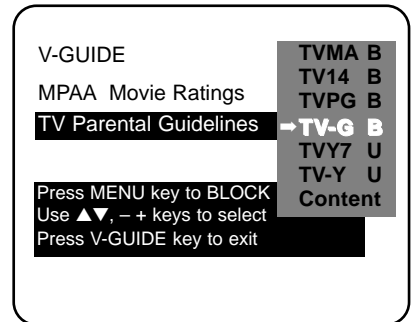 V-GUIDE
MPAA Movie Ratings
TV Parental Guidelines
TVMA B
TV14 B
TVPG B
➡TV-G B
TVY7 U
TV-Y U
Content
Press MENU key to BLOCK
Use ▲▼, – + keys to select
Press V-GUIDE key to exit